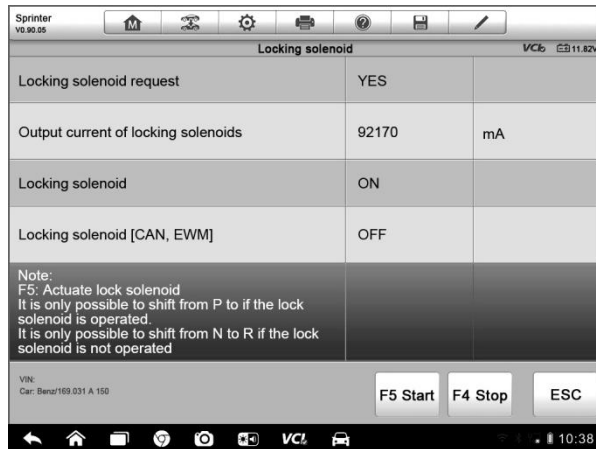 Sprinter
V0.90.05
Locking solenoid
VCI 11.82V
Locking solenoid request YES
Output current of locking solenoids 92170 mA
Locking solenoid ON
Locking solenoid [CAN, EWM] OFF
Note:
F5: Actuate lock solenoid
It is only possible to shift from P to if the lock
solenoid is operated.
It is only possible to shift from N to R if the lock
solenoid is not operated
VIN:
Car: Benz/169.031 A 150
F5 Start F4 Stop ESC
VCI 10:38